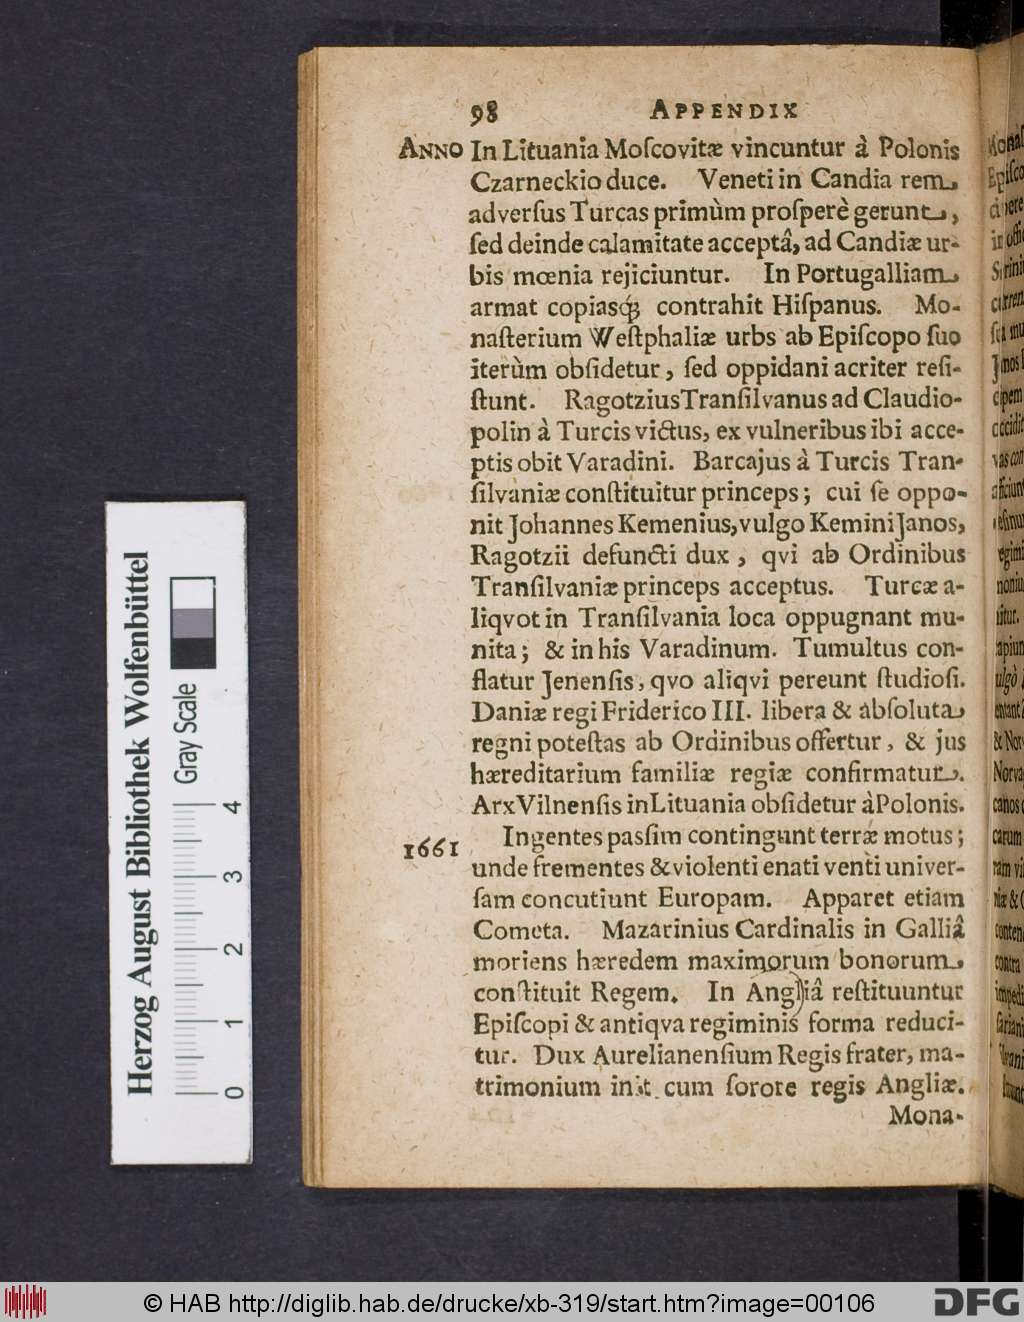 98 APPENDIX
ANNO In Lituania Moſcovitæ vincuntur à Polonis
Czarneckio duce. Veneti in Candia rem
adverſus Turcas primùm proſperè gerunt,
ſed deinde calamitate acceptâ, ad Candiæ ur-
bis mœnia rejiciuntur. In Portugalliam
armat copiasq; contrahit Hiſpanus. Mo-
naſterium Weſtphaliæ urbs ab Epiſcopo ſuo
iterùm obſidetur, ſed oppidani acriter reſi-
ſtunt. Ragotzius Tranſilvanus ad Claudio-
polin à Turcis victus, ex vulneribus ibi acce-
ptis obit Varadini. Barcajus à Turcis Tran-
ſilvaniæ conſtituitur princeps; cui ſe oppo-
nit Johannes Kemenius, vulgo Kemini Janos,
Ragotzii defuncti dux, qvi ab Ordinibus
Tranſilvaniæ princeps acceptus. Turcæ a-
liqvot in Tranſilvania loca oppugnant mu-
nita; & in his Varadinum. Tumultus con-
flatur Jenenſis, qvo aliqvi pereunt ſtudioſi.
Daniæ regi Friderico III. libera & abſoluta
regni poteſtas ab Ordinibus offertur, & jus
hæreditarium familiæ regiæ confirmatur.
Arx Vilnenſis in Lituania obſidetur à Polonis.
1661 Ingentes paſſim contingunt terræ motus;
unde frementes & violenti enati venti univer-
ſam concutiunt Europam. Apparet etiam
Cometa. Mazarinius Cardinalis in Galliâ
moriens hæredem maximorum bonorum
conſtituit Regem. In Angliâ reſtituuntur
Epiſcopi & antiqva regiminis forma reduci-
tur. Dux Aurelianenſium Regis frater, ma-
trimonium init cum ſorore regis Angliæ.
Mona-
Herzog August Bibliothek Wolfenbüttel
Gray Scale
0 1 2 3 4
© HAB http://diglib.hab.de/drucke/xb-319/start.htm?image=00106
DFG